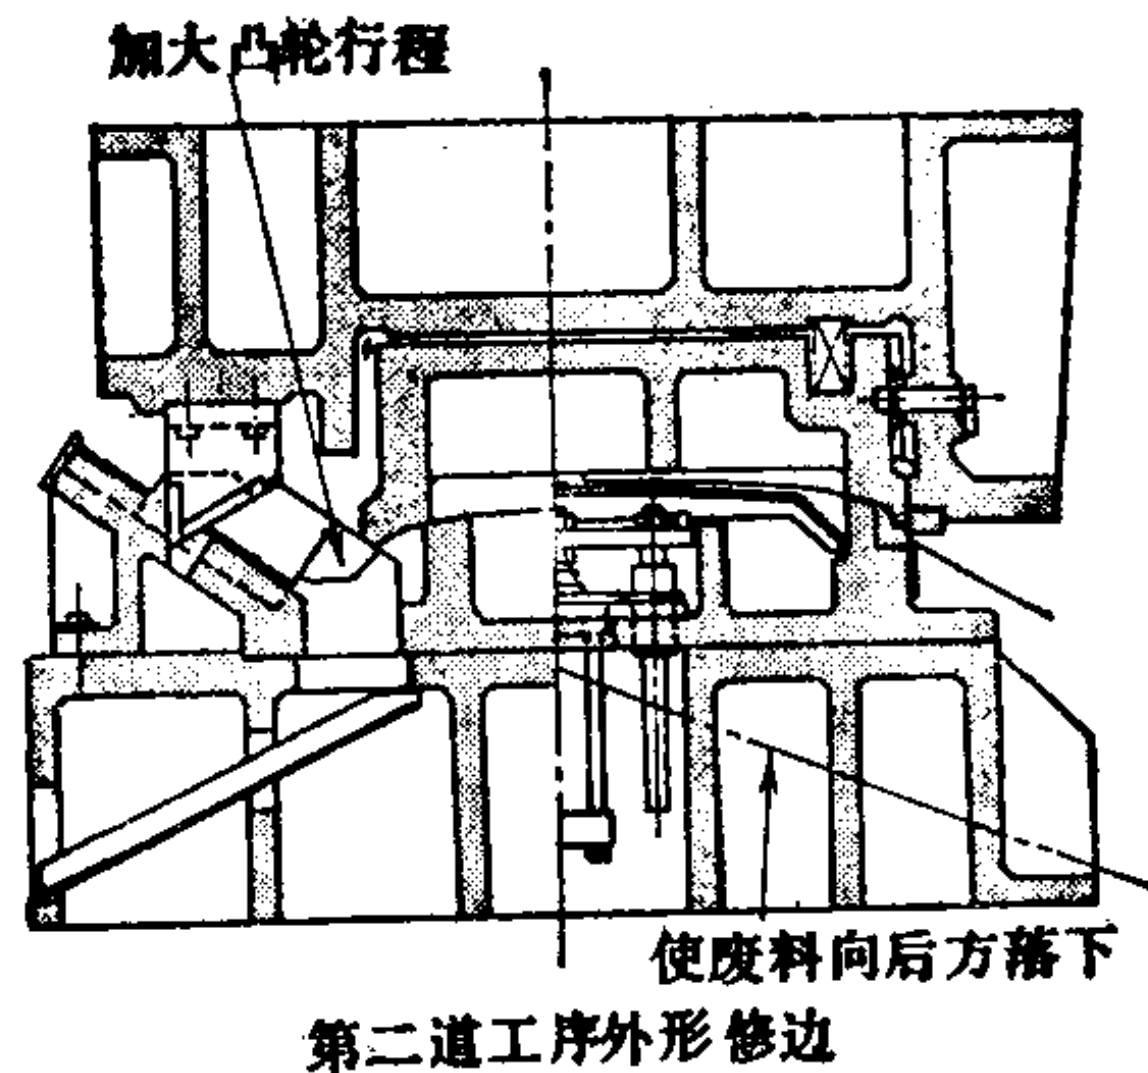 加大凸轮行程
使废料向后方落下
第二道工序外形修边